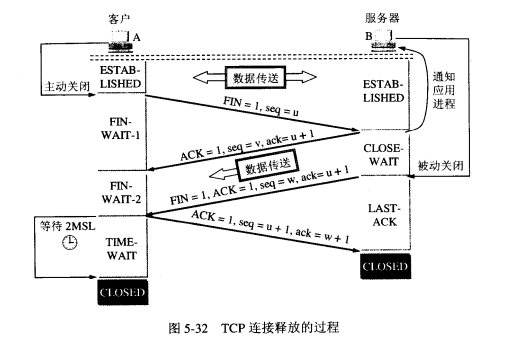 客户
A
服务器
B
ESTAB-
LISHED
主动关闭
数据传送
ESTAB-
LISHED
通知
应用
进程
FIN = 1, seq = u
FIN-
WAIT-1
ACK = 1, seq = v, ack= u + 1
CLOSE-
WAIT
数据传送
被动关闭
FIN = 1, ACK = 1, seq = w, ack= u + 1
FIN-
WAIT-2
ACK = 1, seq = u + 1, ack = w + 1
LAST-
ACK
等待 2MSL
TIME-
WAIT
CLOSED
CLOSED
图 5-32 TCP 连接释放的过程